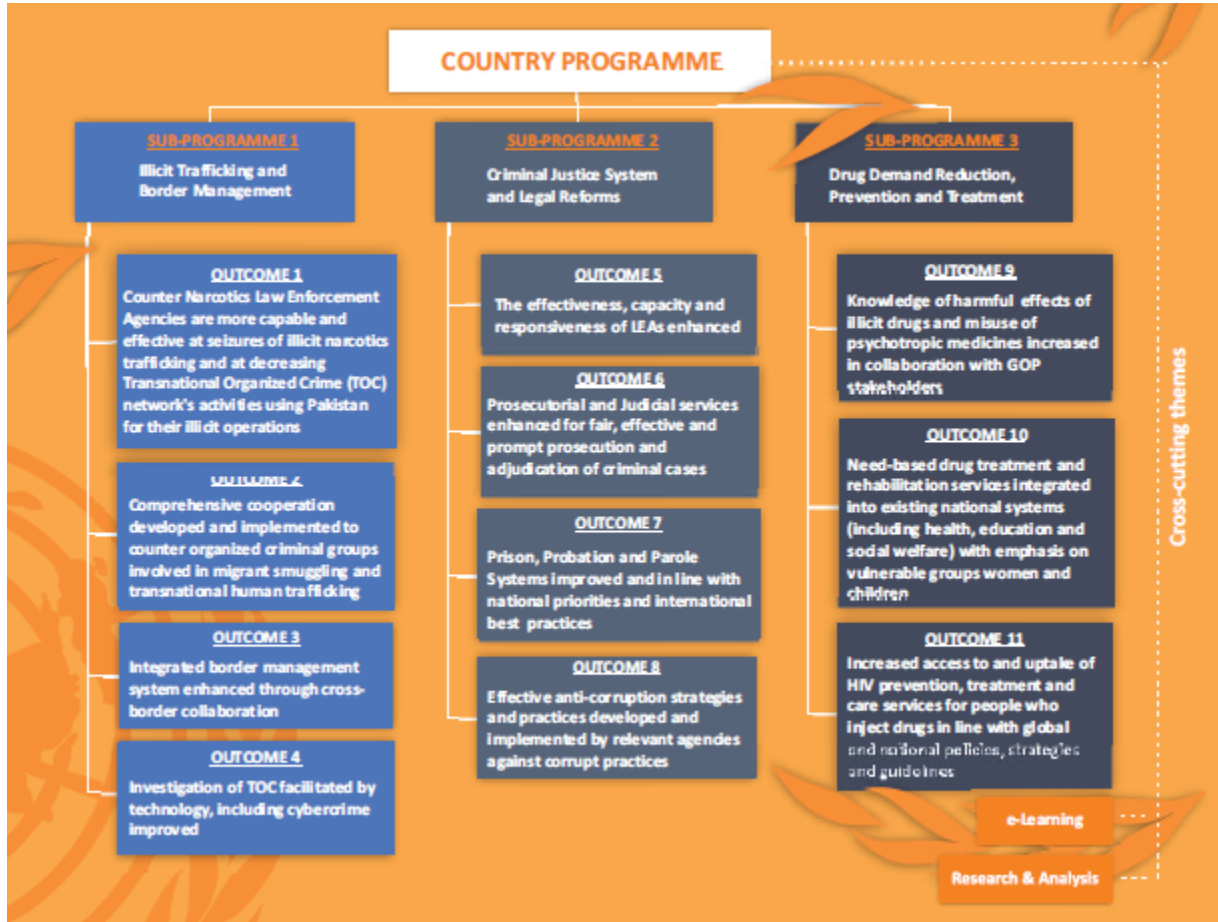 COUNTRY PROGRAMME
SUB-PROGRAMME 1
Illicit Trafficking and
Border Management
OUTCOME 1
Counter Narcotics Law Enforcement
Agencies are more capable and
effective at seizures of illicit narcotics
trafficking and at decreasing
Transnational Organized Crime (TOC)
network's activities using Pakistan
for their illicit operations
OUTCOME 2
Comprehensive cooperation
developed and implemented to
counter organized criminal groups
involved in migrant smuggling and
transnational human trafficking
OUTCOME 3
Integrated border management
system enhanced through cross-
border collaboration
OUTCOME 4
Investigation of TOC facilitated by
technology, including cybercrime
improved
SUB-PROGRAMME 2
Criminal Justice System
and Legal Reforms
OUTCOME 5
The effectiveness, capacity and
responsiveness of LEAs enhanced
OUTCOME 6
Prosecutorial and Judicial services
enhanced for fair, effective and
prompt prosecution and
adjudication of criminal cases
OUTCOME 7
Prison, Probation and Parole
Systems improved and in line with
national priorities and international
best practices
OUTCOME 8
Effective anti-corruption strategies
and practices developed and
implemented by relevant agencies
against corrupt practices
SUB-PROGRAMME 3
Drug Demand Reduction,
Prevention and Treatment
OUTCOME 9
Knowledge of harmful effects of
illicit drugs and misuse of
psychotropic medicines increased
in collaboration with GOP
stakeholders
OUTCOME 10
Need-based drug treatment and
rehabilitation services integrated
into existing national systems
(including health, education and
social welfare) with emphasis on
vulnerable groups women and
children
OUTCOME 11
Increased access to and uptake of
HIV prevention, treatment and
care services for people who
inject drugs in line with global
and national policies, strategies
and guidelines
Cross-cutting themes
e-Learning
Research & Analysis